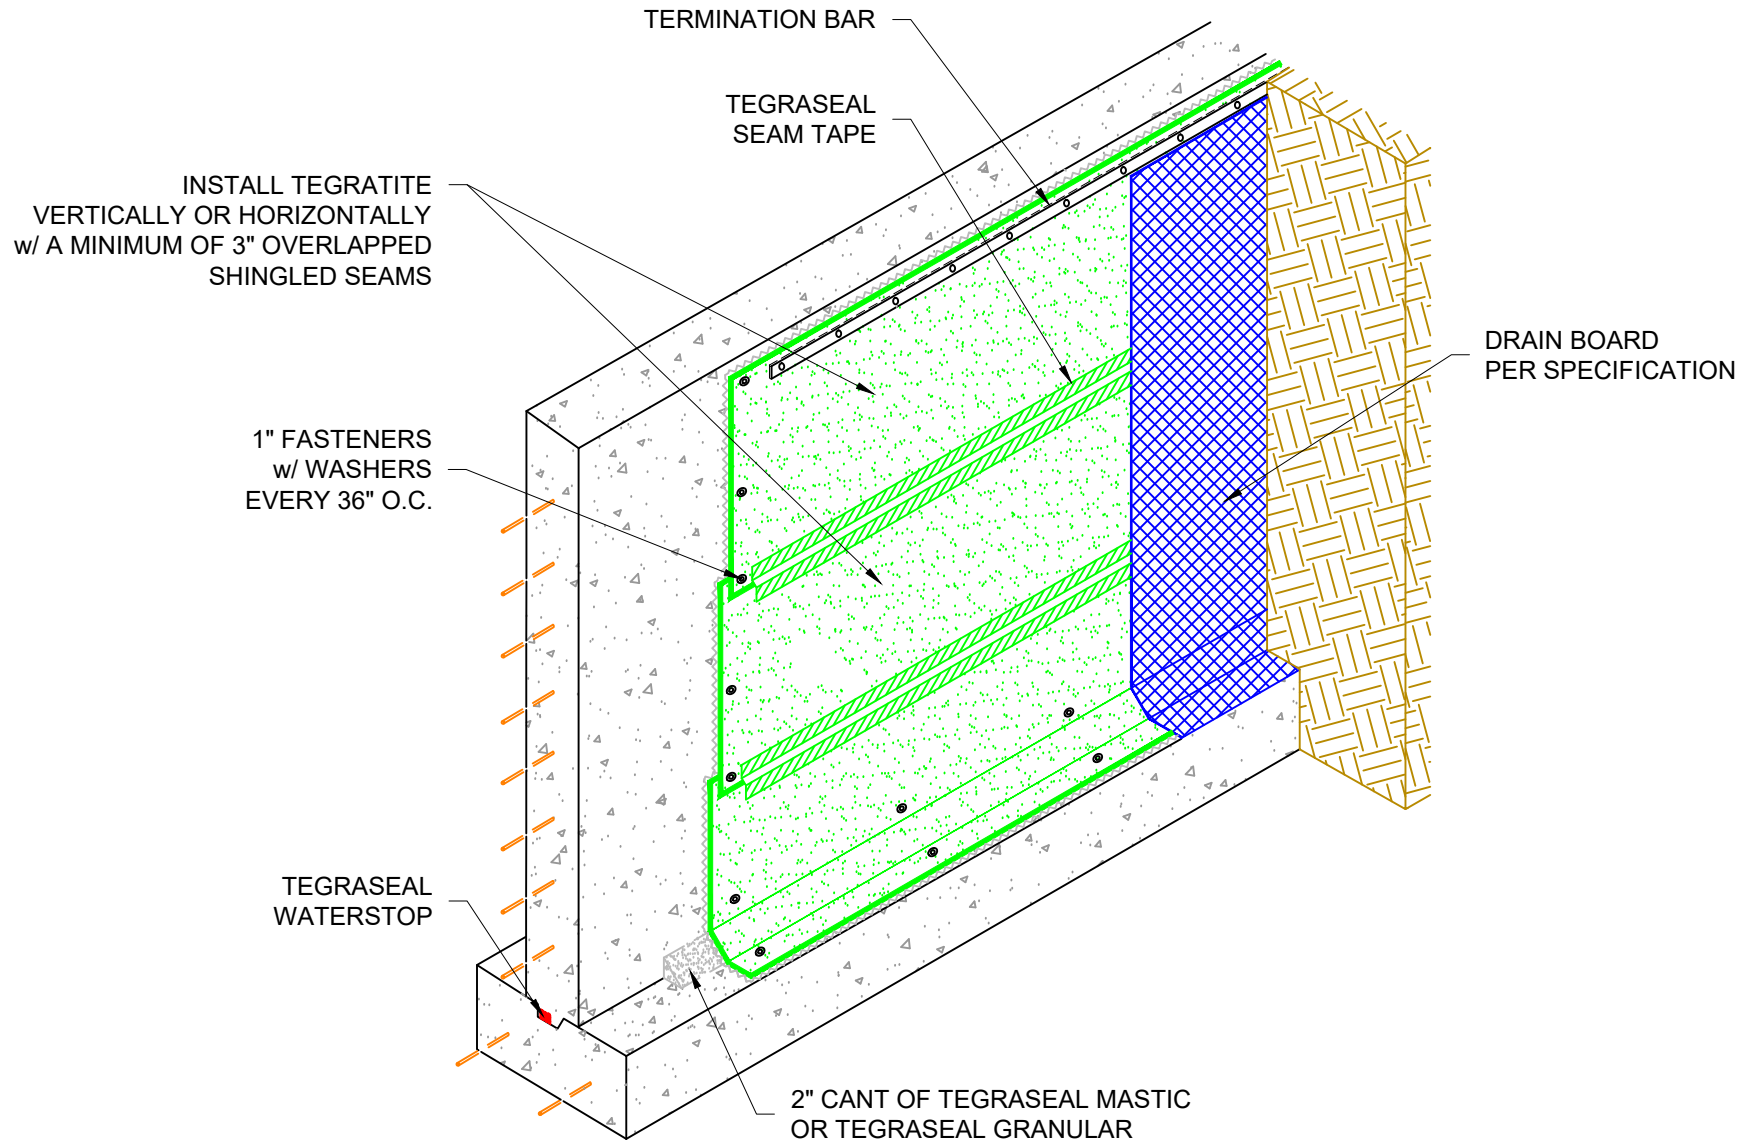 TERMINATION BAR
TEGRASEAL
SEAM TAPE
INSTALL TEGRATITE
VERTICALLY OR HORIZONTALLY
w/ A MINIMUM OF 3" OVERLAPPED
SHINGLED SEAMS
DRAIN BOARD
PER SPECIFICATION
1" FASTENERS
w/ WASHERS
EVERY 36" O.C.
TEGRASEAL
WATERSTOP
2" CANT OF TEGRASEAL MASTIC
OR TEGRASEAL GRANULAR